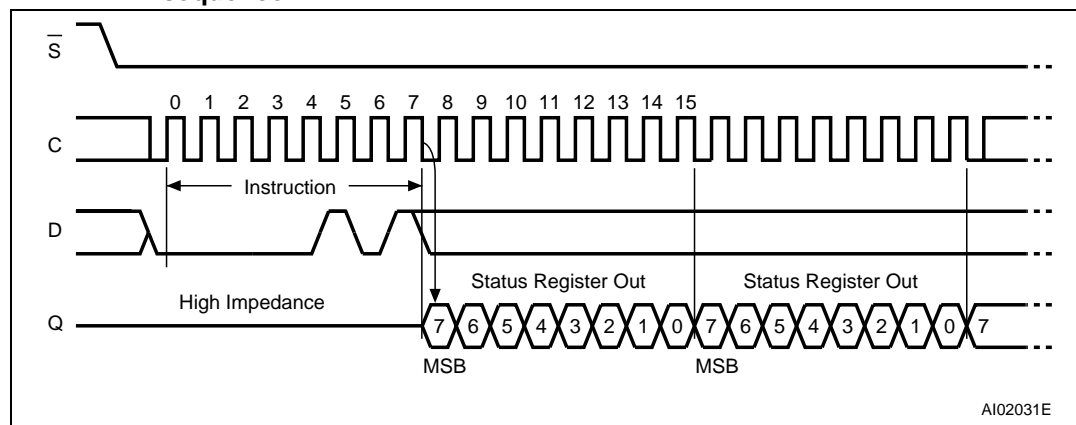 S
0 1 2 3 4 5 6 7 8 9 10 11 12 13 14 15
C
Instruction
D
Status Register Out Status Register Out
High Impedance
Q 7 6 5 4 3 2 1 0 7 6 5 4 3 2 1 0 7
MSB MSB
AI02031E